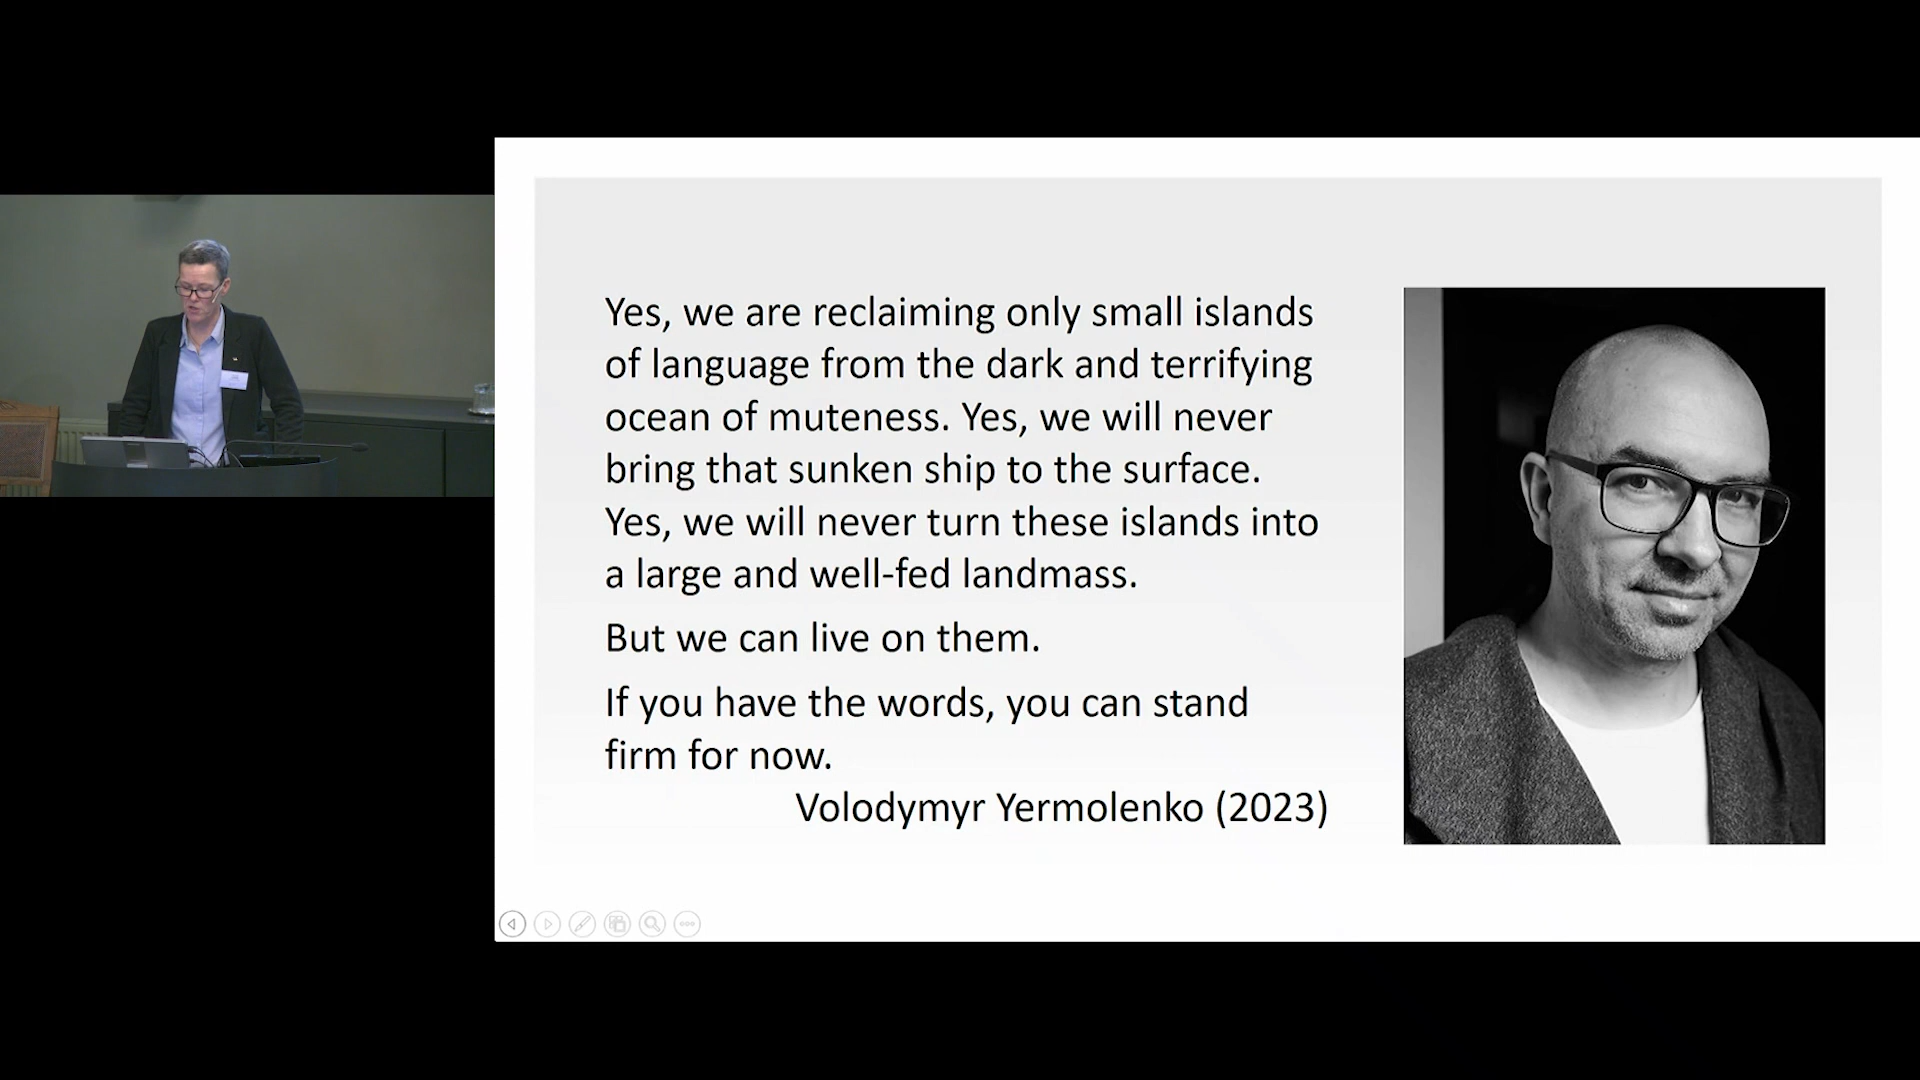 Yes, we are reclaiming only small islands
of language from the dark and terrifying
ocean of muteness. Yes, we will never
bring that sunken ship to the surface.
Yes, we will never turn these islands into
a large and well-fed landmass.
But we can live on them.
If you have the words, you can stand
firm for now.
Volodymyr Yermolenko (2023)